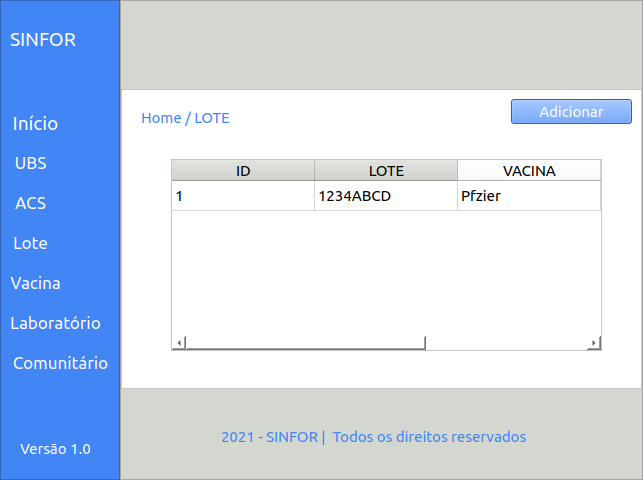 SINFOR
Início
UBS
ACS
Lote
Vacina
Laboratório
Comunitário
Versão 1.0
Home / LOTE
Adicionar
ID LOTE VACINA
1 1234ABCD Pfzier
2021 - SINFOR | Todos os direitos reservados